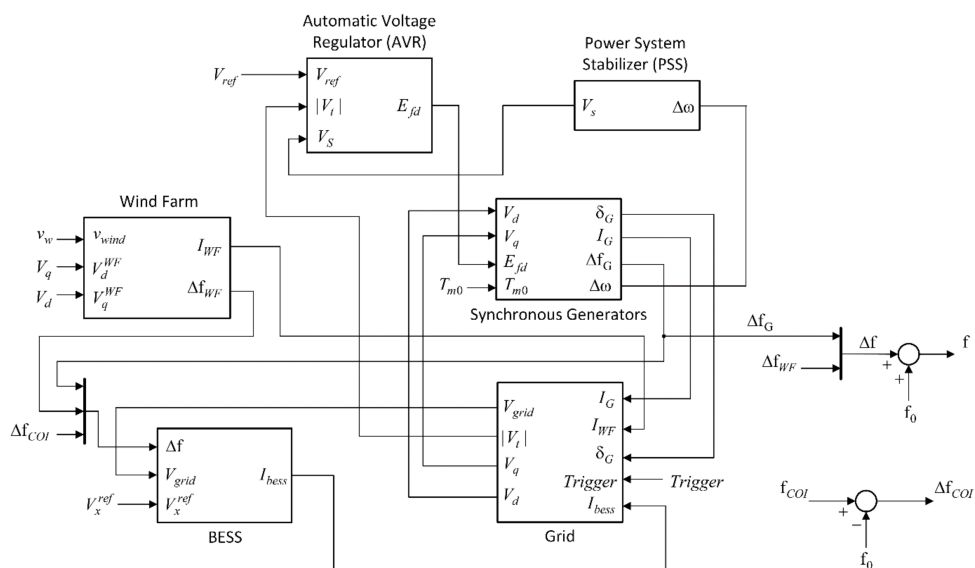 Automatic Voltage
Regulator (AVR)
V_ref
V_ref
|V_t|
V_S
E_fd
Power System
Stabilizer (PSS)
V_s
Δω
Wind Farm
v_w
V_q
V_d
v_wind
V_d^WF
V_q^WF
I_WF
Δf_WF
V_d
V_q
E_fd
T_m0
T_m0
δ_G
I_G
Δf_G
Δω
Synchronous Generators
Δf_G
Δf_WF
Δf
+
+
f
f_0
Δf_COI
Δf
V_grid
V_x^ref
V_x^ref
I_bess
BESS
V_grid
|V_t|
V_q
V_d
I_G
I_WF
δ_G
Trigger
Trigger
I_bess
Grid
f_COI
+
−
Δf_COI
f_0